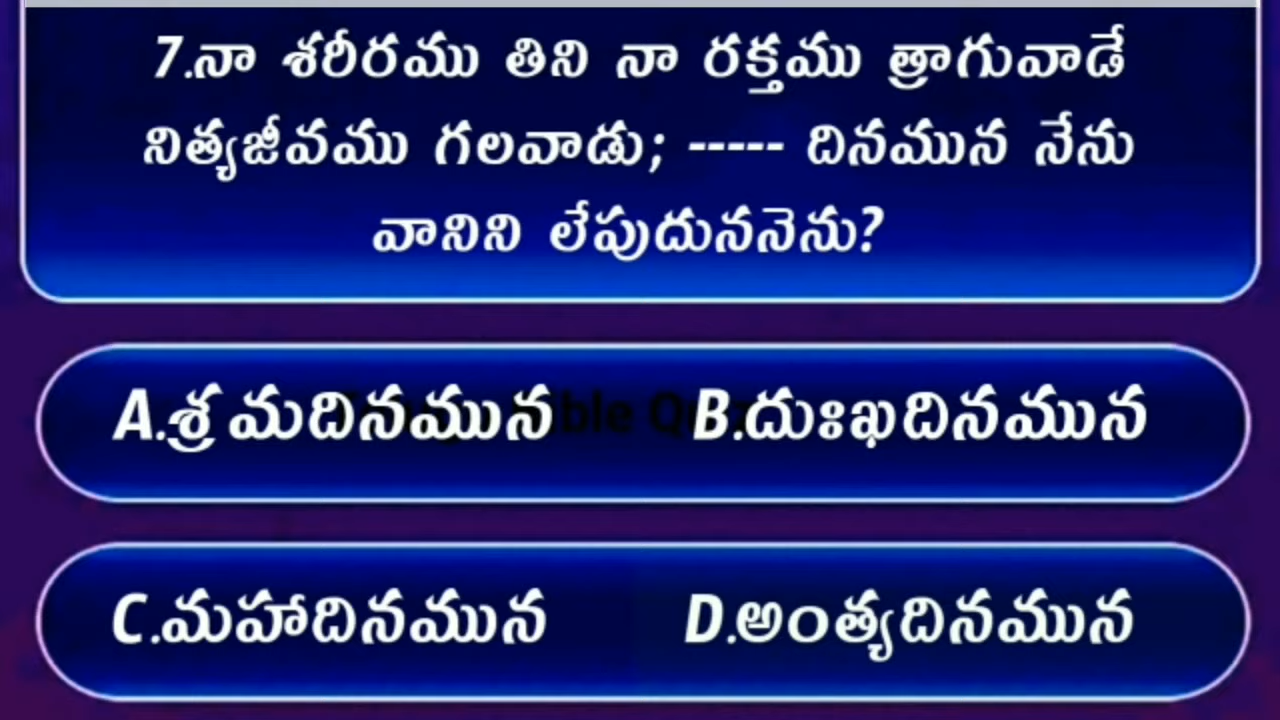 7.నా శరీరము తిని నా రక్తము త్రాగువాడే
నిత్యజీవము గలవాడు; ----- దినమున నేను
వానిని లేపుదుననెను?
A.శ్రమదినమున B.దుఃఖదినమున
C.మహాదినమున D.అంత్యదినమున